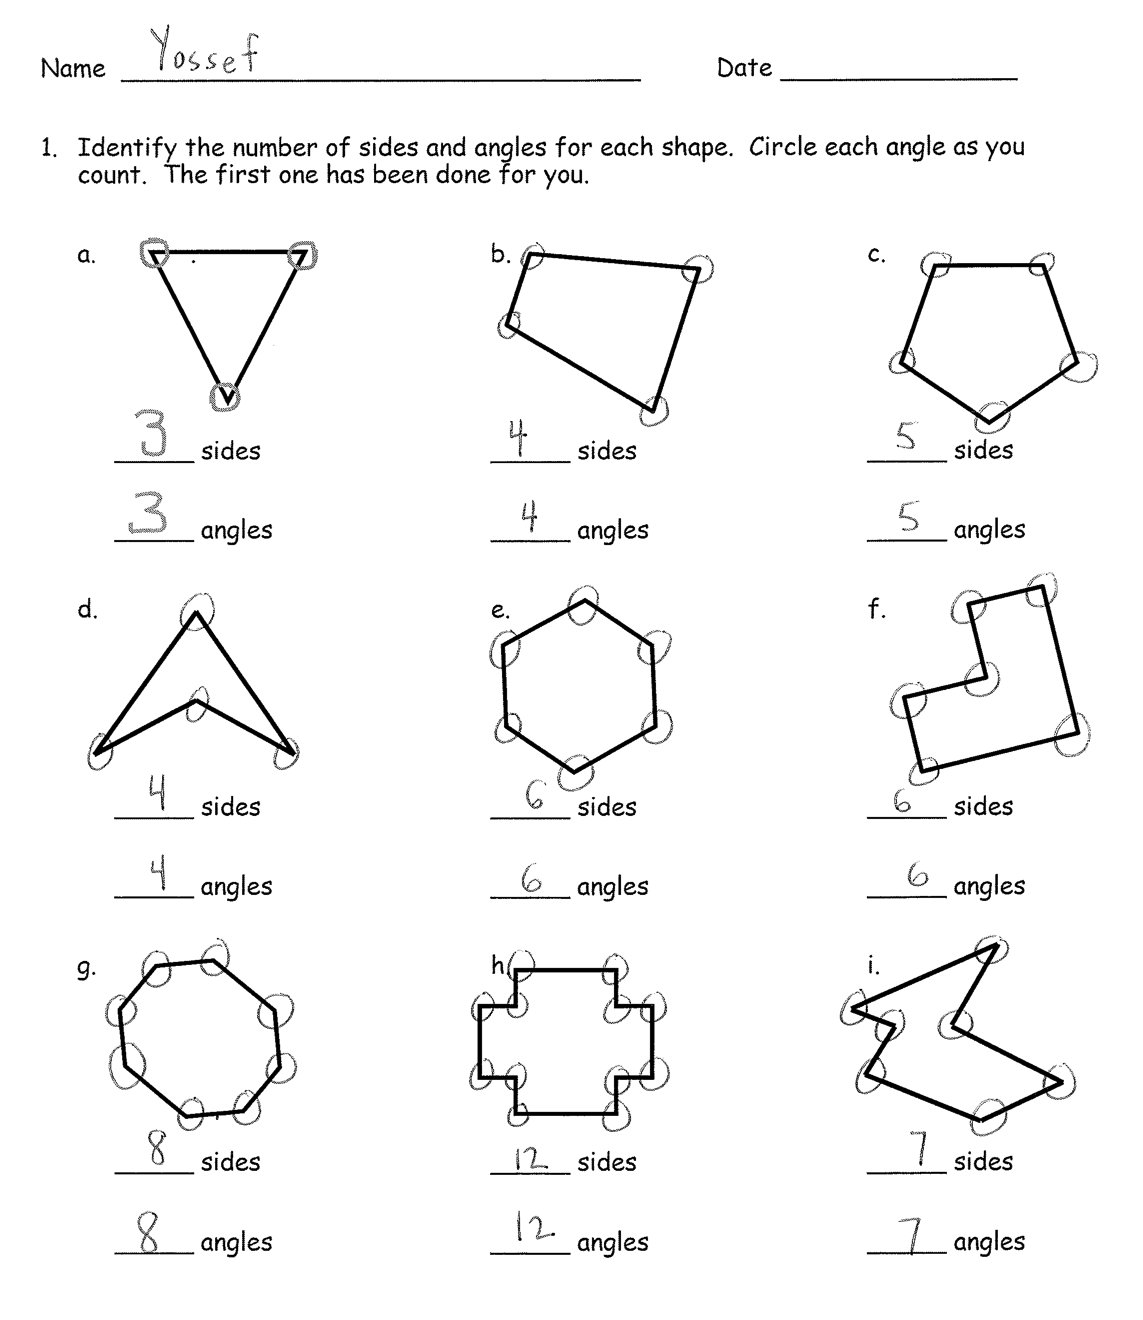 Name Yossef Date
1. Identify the number of sides and angles for each shape. Circle each angle as you
count. The first one has been done for you.
a. b. c.
3 sides 4 sides 5 sides
3 angles 4 angles 5 angles
d. e. f.
4 sides 6 sides 6 sides
4 angles 6 angles 6 angles
g. h. i.
8 sides 12 sides 7 sides
8 angles 12 angles 7 angles